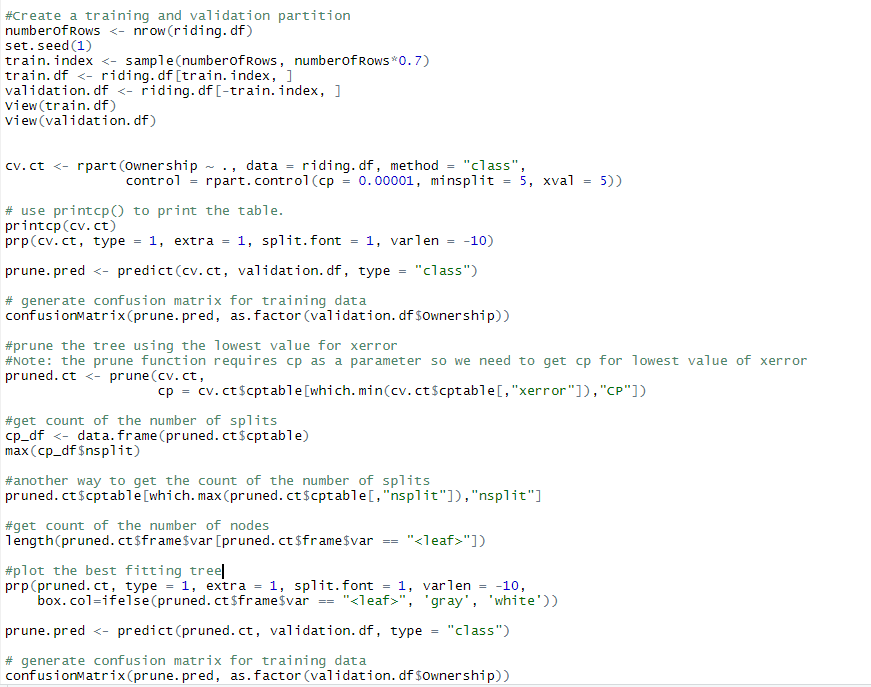 #Create a training and validation partition
numberOfRows <- nrow(riding.df)
set.seed(1)
train.index <- sample(numberOfRows, numberOfRows*0.7)
train.df <- riding.df[train.index, ]
validation.df <- riding.df[-train.index, ]
View(train.df)
View(validation.df)
cv.ct <- rpart(Ownership ~ ., data = riding.df, method = "class",
control = rpart.control(cp = 0.00001, minsplit = 5, xval = 5))
# use printcp() to print the table.
printcp(cv.ct)
prp(cv.ct, type = 1, extra = 1, split.font = 1, varlen = -10)
prune.pred <- predict(cv.ct, validation.df, type = "class")
# generate confusion matrix for training data
confusionMatrix(prune.pred, as.factor(validation.df$Ownership))
#prune the tree using the lowest value for xerror
#Note: the prune function requires cp as a parameter so we need to get cp for lowest value of xerror
pruned.ct <- prune(cv.ct,
cp = cv.ct$cptable[which.min(cv.ct$cptable[,"xerror"]),"CP"])
#get count of the number of splits
cp_df <- data.frame(pruned.ct$cptable)
max(cp_df$nsplit)
#another way to get the count of the number of splits
pruned.ct$cptable[which.max(pruned.ct$cptable[,"nsplit"]),"nsplit"]
#get count of the number of nodes
length(pruned.ct$frame$var[pruned.ct$frame$var == "<leaf>"])
#plot the best fitting tree
prp(pruned.ct, type = 1, extra = 1, split.font = 1, varlen = -10,
box.col=ifelse(pruned.ct$frame$var == "<leaf>", 'gray', 'white'))
prune.pred <- predict(pruned.ct, validation.df, type = "class")
# generate confusion matrix for training data
confusionMatrix(prune.pred, as.factor(validation.df$Ownership))